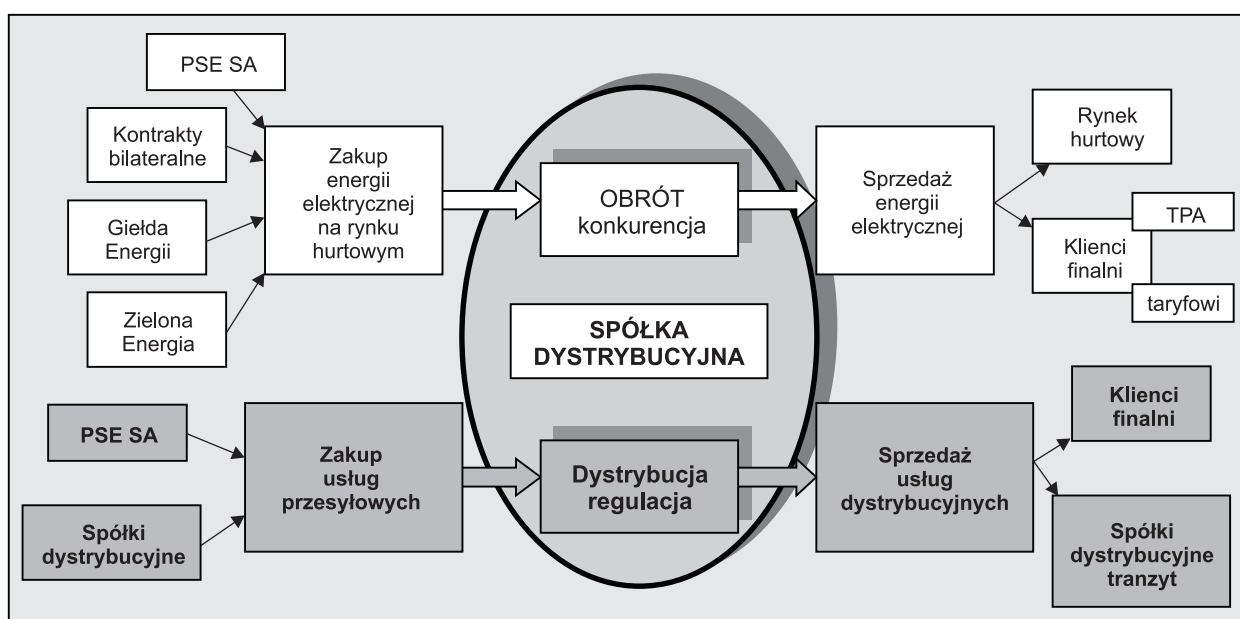 PSE SA
Kontrakty
bilateralne
Giełda
Energii
Zielona
Energia
Zakup
energii
elektrycznej
na rynku
hurtowym
OBRÓT
konkurencja
Sprzedaż
energii
elektrycznej
Rynek
hurtowy
Klienci
finalni
TPA
taryfowi
SPÓŁKA
DYSTRYBUCYJNA
PSE SA
Spółki
dystrybucyjne
Zakup
usług
przesyłowych
Dystrybucja
regulacja
Sprzedaż
usług
dystrybucyjnych
Klienci
finalni
Spółki
dystrybucyjne
tranzyt